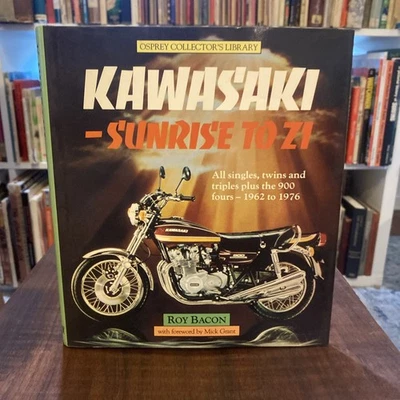 OSPREY COLLECTOR'S LIBRARY
KAWASAKI
–SUNRISE TO Z1
All singles, twins and
triples plus the 900
fours – 1962 to 1976
ROY BACON
with foreword by Mick Grant